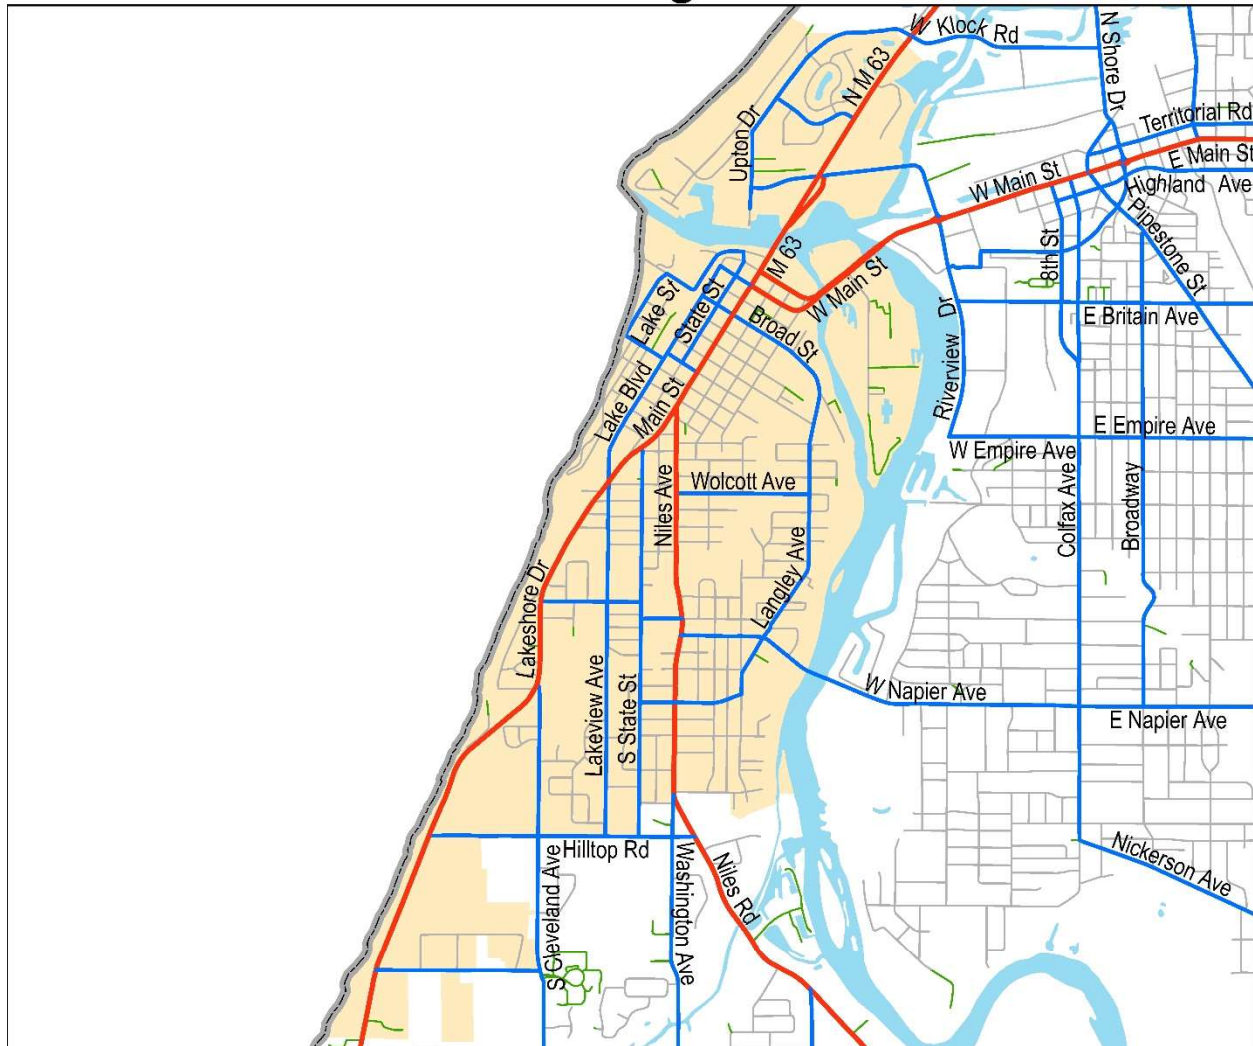 W Klock Rd
N Shore Dr
N M 63
Territorial Rd
Upton Dr
E Main St
W Main St
Highland Ave
Pipestone St
M 63
8th St
Lake St
State St
W Main St
Broad St
E Britain Ave
Riverview Dr
Lake Blvd
Main St
E Empire Ave
W Empire Ave
Niles Ave
Wolcott Ave
Colfax Ave
Broadway
Langley Ave
Lakeshore Dr
Lakeview Ave
S State St
W Napier Ave
E Napier Ave
Hilltop Rd
S Cleveland Ave
Washington Ave
Niles Rd
Nickerson Ave